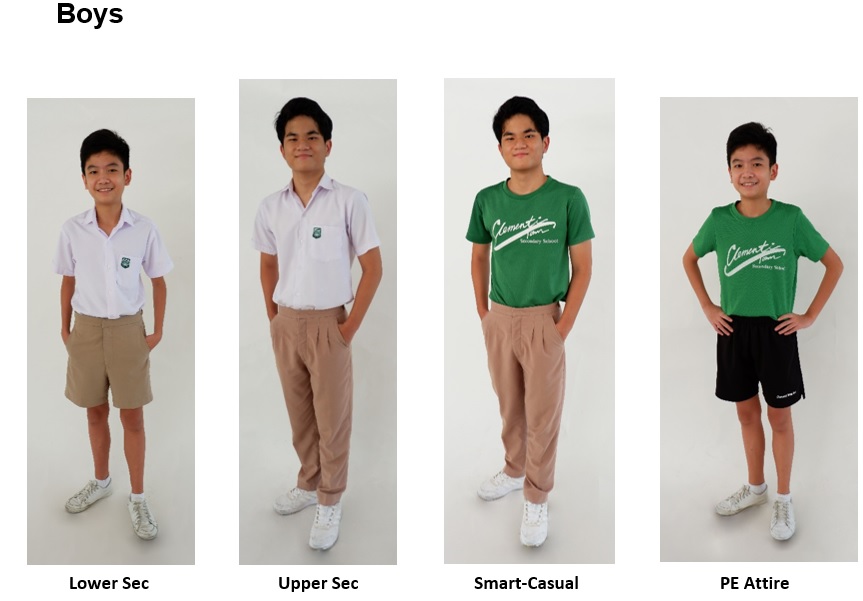 Boys
Clementi
Town
Secondary School
Clementi
Town
Secondary School
Lower Sec
Upper Sec
Smart-Casual
PE Attire